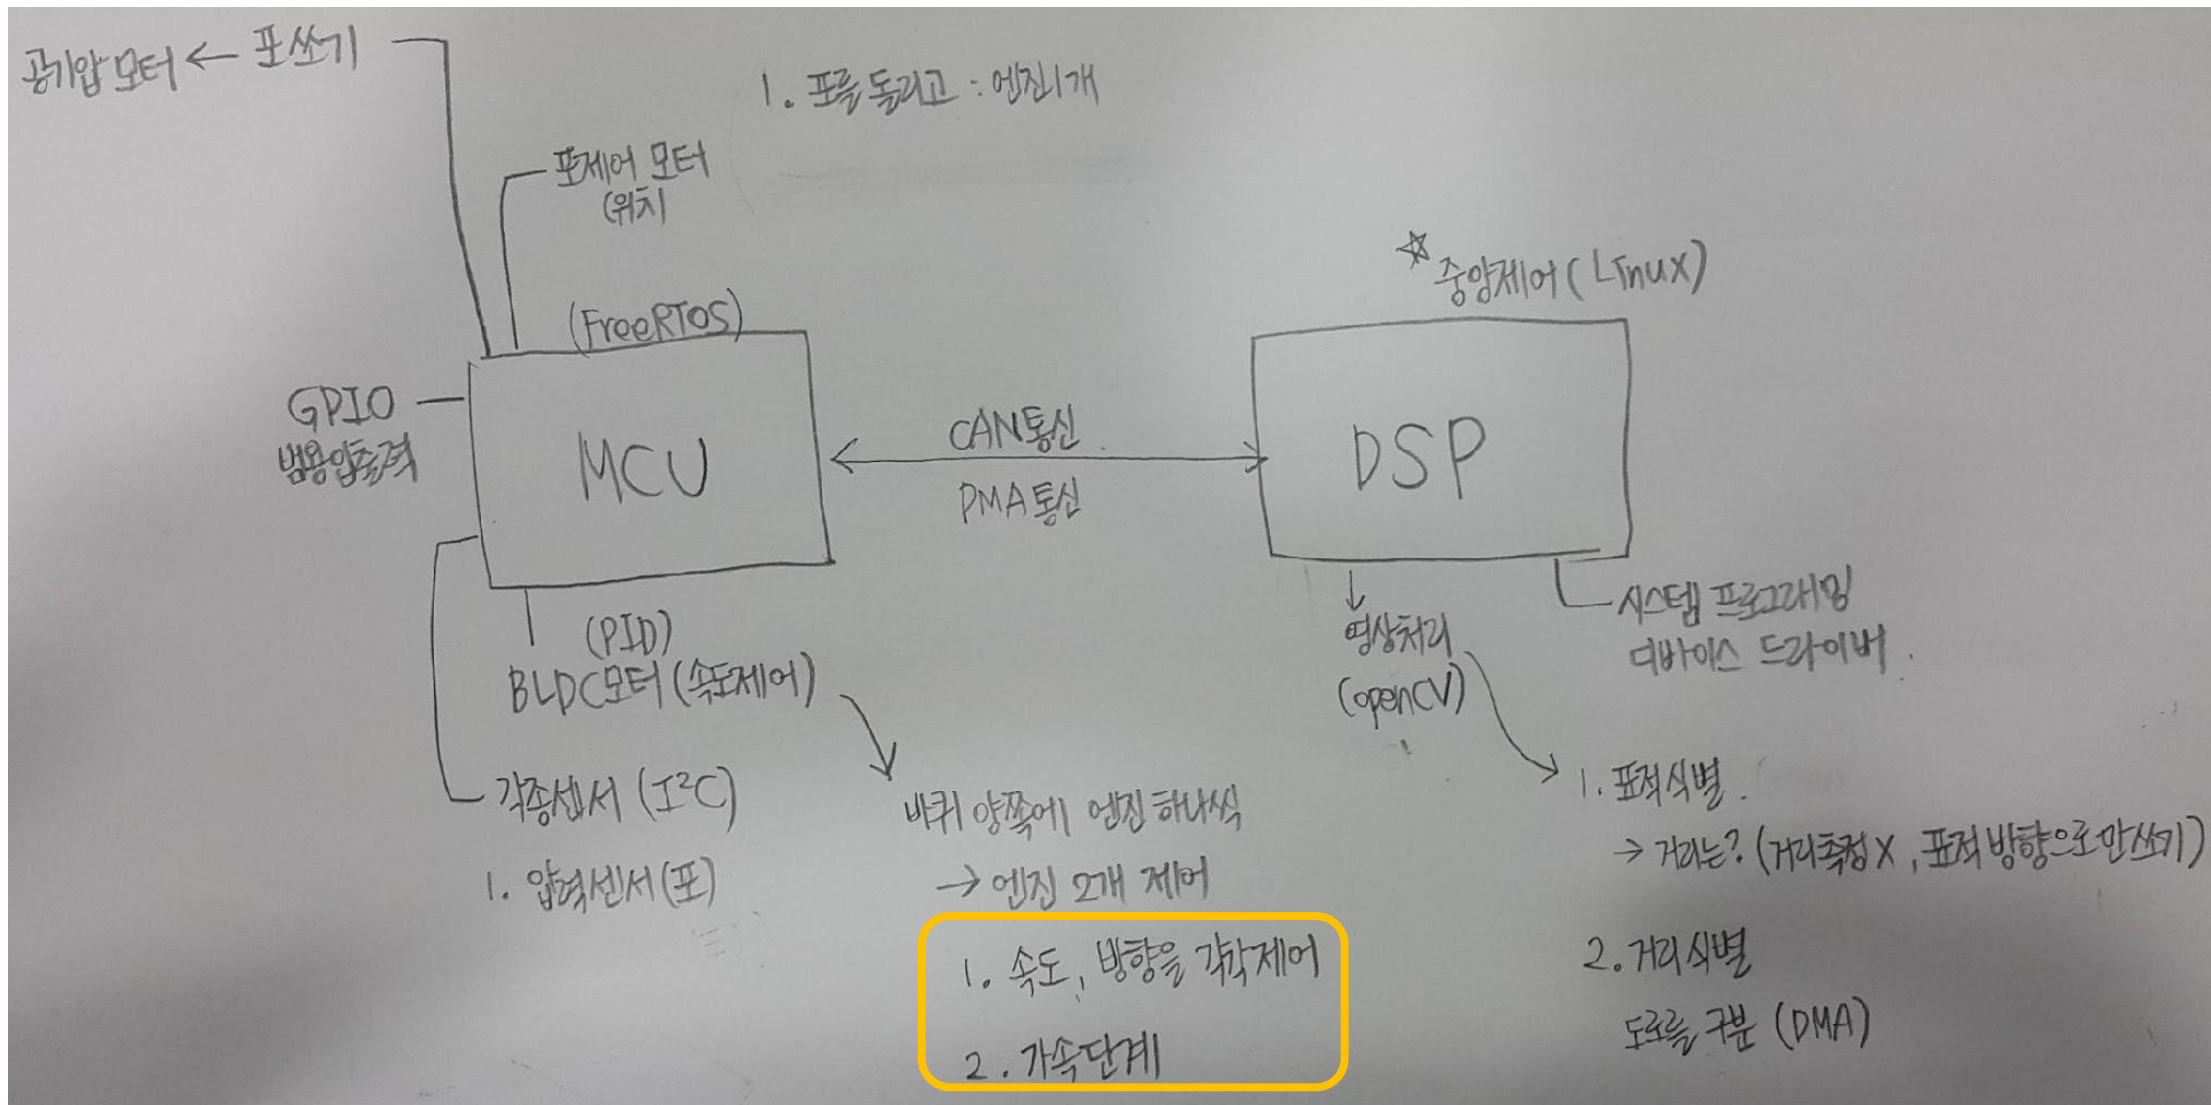 공기압 모터 ← 포 쏘기
1. 포를 돌리고 : 엔진 1개
포제어 모터
(위치
☆ 중앙제어 (Linux)
(FreeRTOS)
GPIO
범용입출력
MCU
CAN통신
DMA통신
DSP
(PID)
BLDC모터 (속도제어)
영상처리
(openCV)
시스템 프로그래밍
디바이스 드라이버.
각종센서 (I²C)
1. 압력센서 (포)
바퀴 양쪽에 엔진 하나씩
→ 엔진 2개 제어
1. 속도, 방향을 각각제어
2. 가속단계
1. 표적식별.
→ 거리는? (거리측정X, 표적 방향으로만 쏘기)
2. 거리식별
도로를 구분 (DMA)